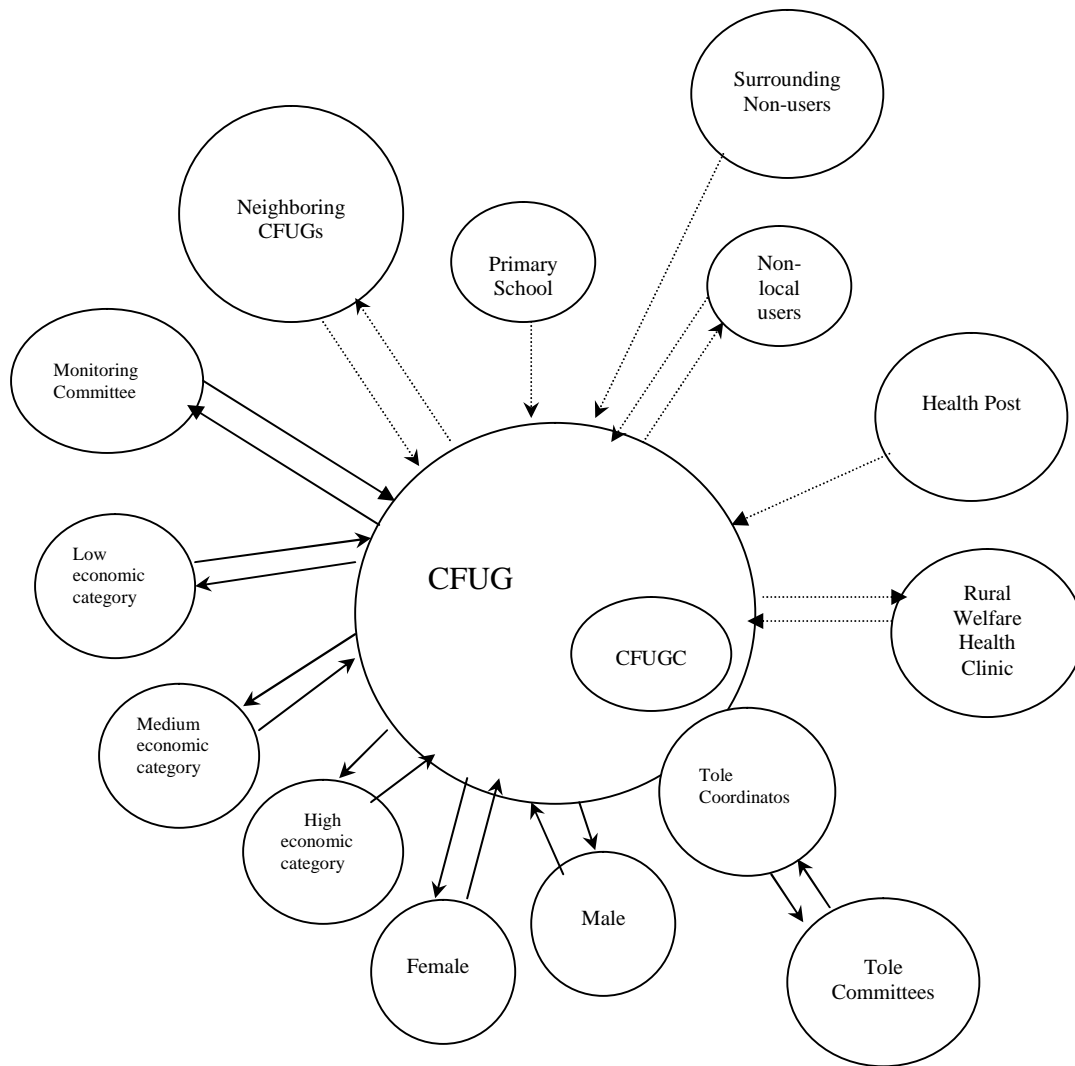 Surrounding
Non-users
Neighboring
CFUGs
Primary
School
Non-
local
users
Monitoring
Committee
Health Post
Low
economic
category
CFUG
Rural
Welfare
Health
Clinic
CFUGC
Medium
economic
category
Tole
Coordinatos
High
economic
category
Male
Female
Tole
Committees